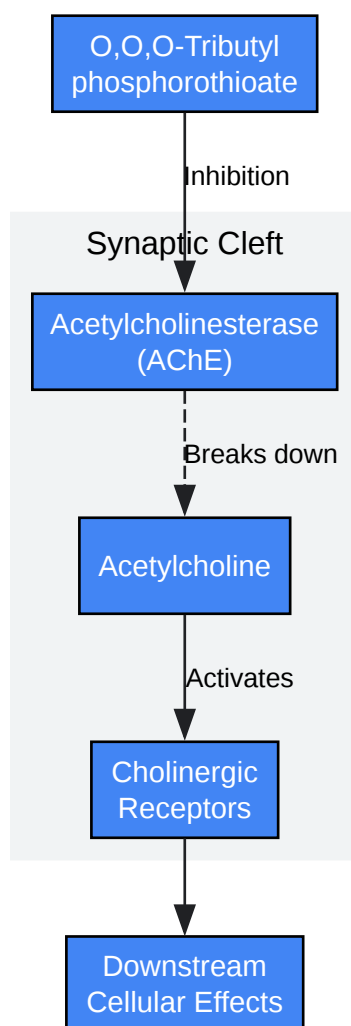 O,O,O-Tributyl
phosphorothioate
Inhibition
Synaptic Cleft
Acetylcholinesterase
(AChE)
Breaks down
Acetylcholine
Activates
Cholinergic
Receptors
Downstream
Cellular Effects